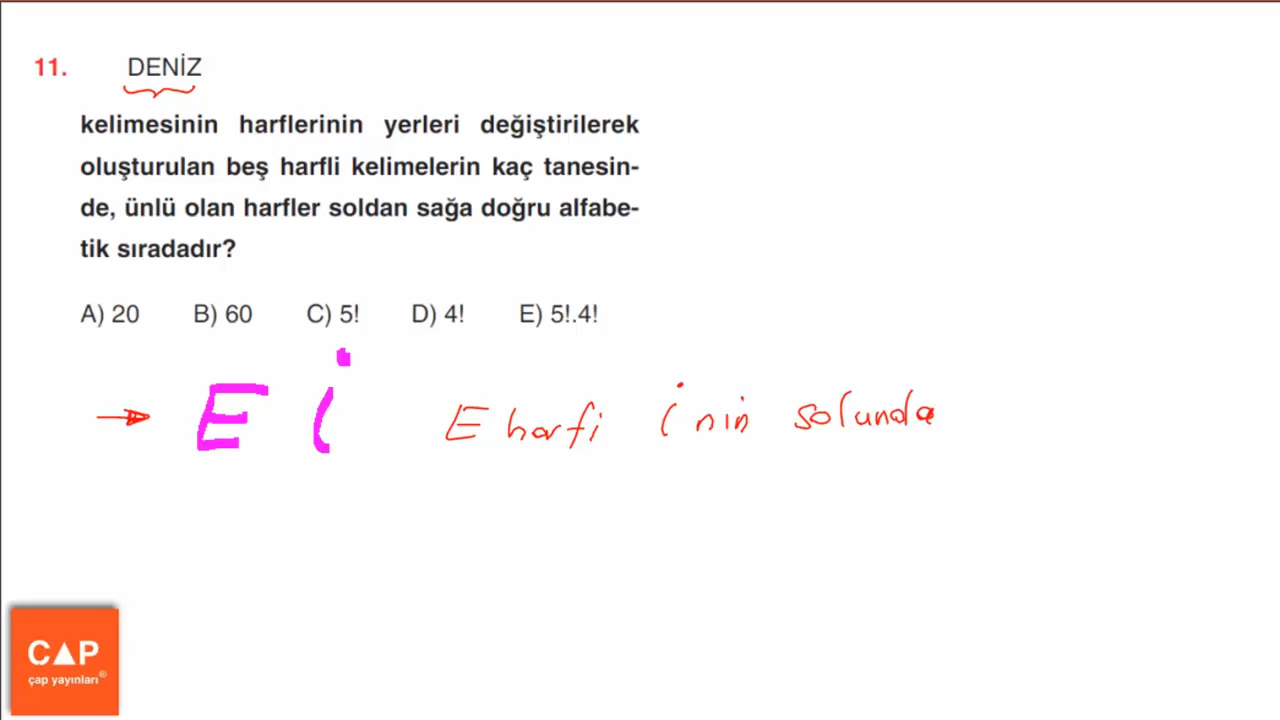 11. DENİZ
kelimesinin harflerinin yerleri değiştirilerek
oluşturulan beş harfli kelimelerin kaç tanesin-
de, ünlü olan harfler soldan sağa doğru alfabe-
tik sıradadır?
A) 20 B) 60 C) 5! D) 4! E) 5!.4!
E i E harfi i nin solunda
ÇAP
çap yayınları®